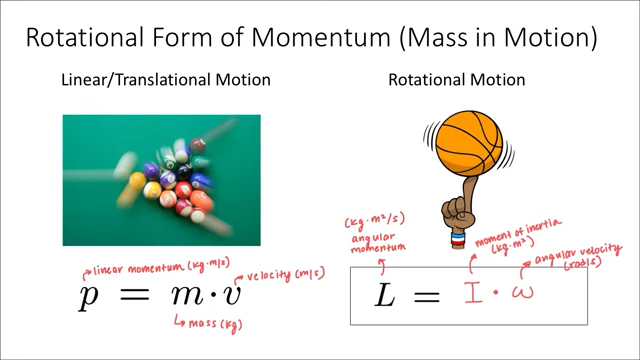 Rotational Form of Momentum (Mass in Motion)
Linear/Translational Motion
Rotational Motion
linear momentum (kg·m/s)
velocity (m/s)
p = m · v
mass (kg)
(kg·m²/s)
angular
momentum
moment of inertia
(kg·m²)
angular velocity
(rad/s)
L = I · ω